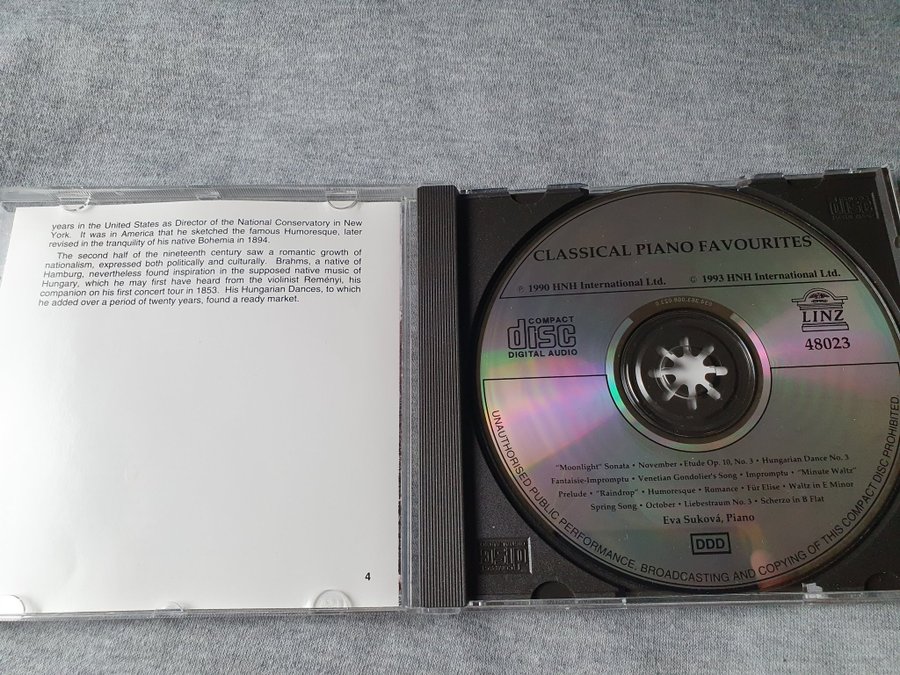 years in the United States as Director of the National Conservatory in New
York. It was in America that he sketched the famous Humoresque, later
revised in the tranquility of his native Bohemia in 1894.
The second half of the nineteenth century saw a romantic growth of
nationalism, expressed both politically and culturally. Brahms, a native of
Hamburg, nevertheless found inspiration in the supposed native music of
Hungary, which he may first have heard from the violinist Reményi, his
companion on his first concert tour in 1853. His Hungarian Dances, to which
he added over a period of twenty years, found a ready market.
4
CLASSICAL PIANO FAVOURITES
℗ 1990 HNH International Ltd.
© 1993 HNH International Ltd.
COMPACT
disc
DIGITAL AUDIO
LINZ
48023
"Moonlight" Sonata • November • Etude Op. 10, No. 3 • Hungarian Dance No. 3
Fantaisie-Impromptu • Venetian Gondolier's Song • Impromptu • "Minute Waltz"
Prelude • "Raindrop" • Humoresque • Romance • Für Elise • Waltz in E Minor
Spring Song • October • Liebestraum No. 3 • Scherzo in B Flat
Eva Suková, Piano
DDD
UNAUTHORISED PUBLIC PERFORMANCE, BROADCASTING AND COPYING OF THIS COMPACT DISC PROHIBITED
disc
disc